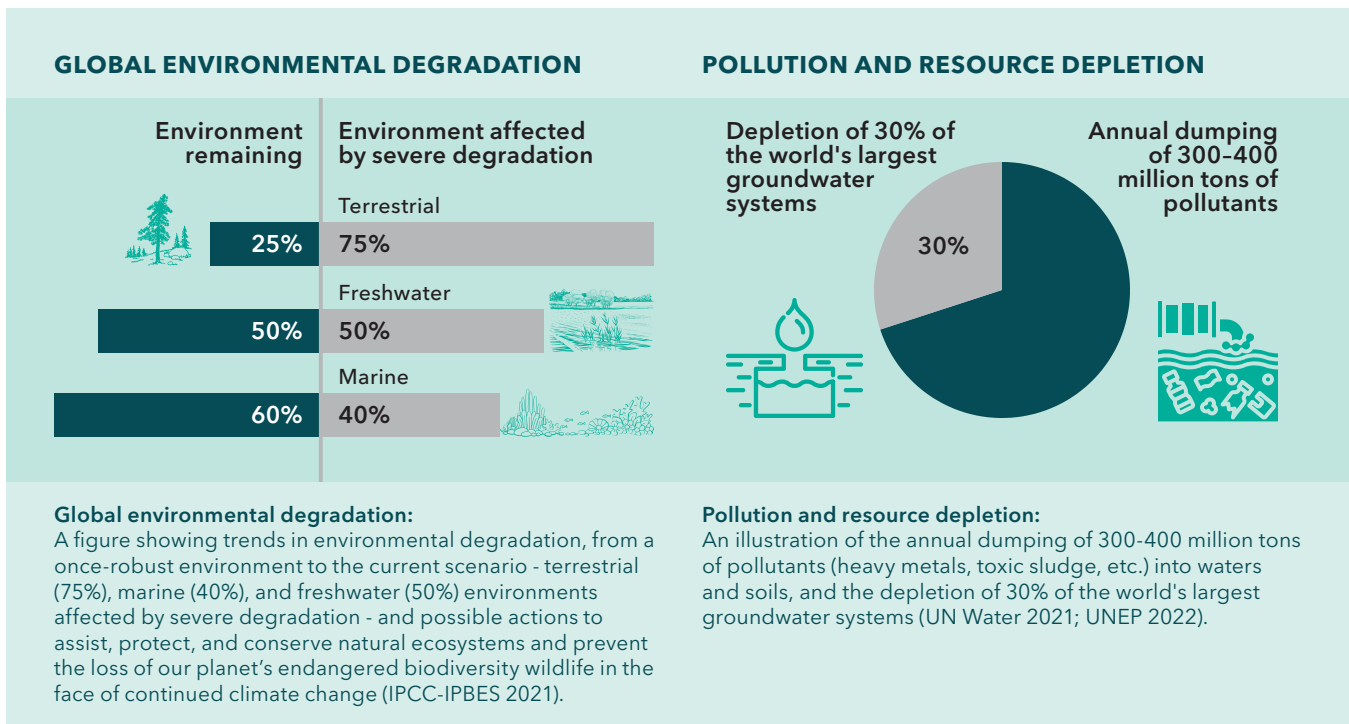 GLOBAL ENVIRONMENTAL DEGRADATION
Environment
remaining
Environment affected
by severe degradation
Terrestrial
25%
75%
Freshwater
50%
50%
Marine
60%
40%
Global environmental degradation:
A figure showing trends in environmental degradation, from a
once-robust environment to the current scenario - terrestrial
(75%), marine (40%), and freshwater (50%) environments
affected by severe degradation - and possible actions to
assist, protect, and conserve natural ecosystems and prevent
the loss of our planet’s endangered biodiversity wildlife in the
face of continued climate change (IPCC-IPBES 2021).
POLLUTION AND RESOURCE DEPLETION
Depletion of 30% of
the world's largest
groundwater
systems
30%
Annual dumping
of 300–400
million tons of
pollutants
Pollution and resource depletion:
An illustration of the annual dumping of 300-400 million tons
of pollutants (heavy metals, toxic sludge, etc.) into waters
and soils, and the depletion of 30% of the world's largest
groundwater systems (UN Water 2021; UNEP 2022).